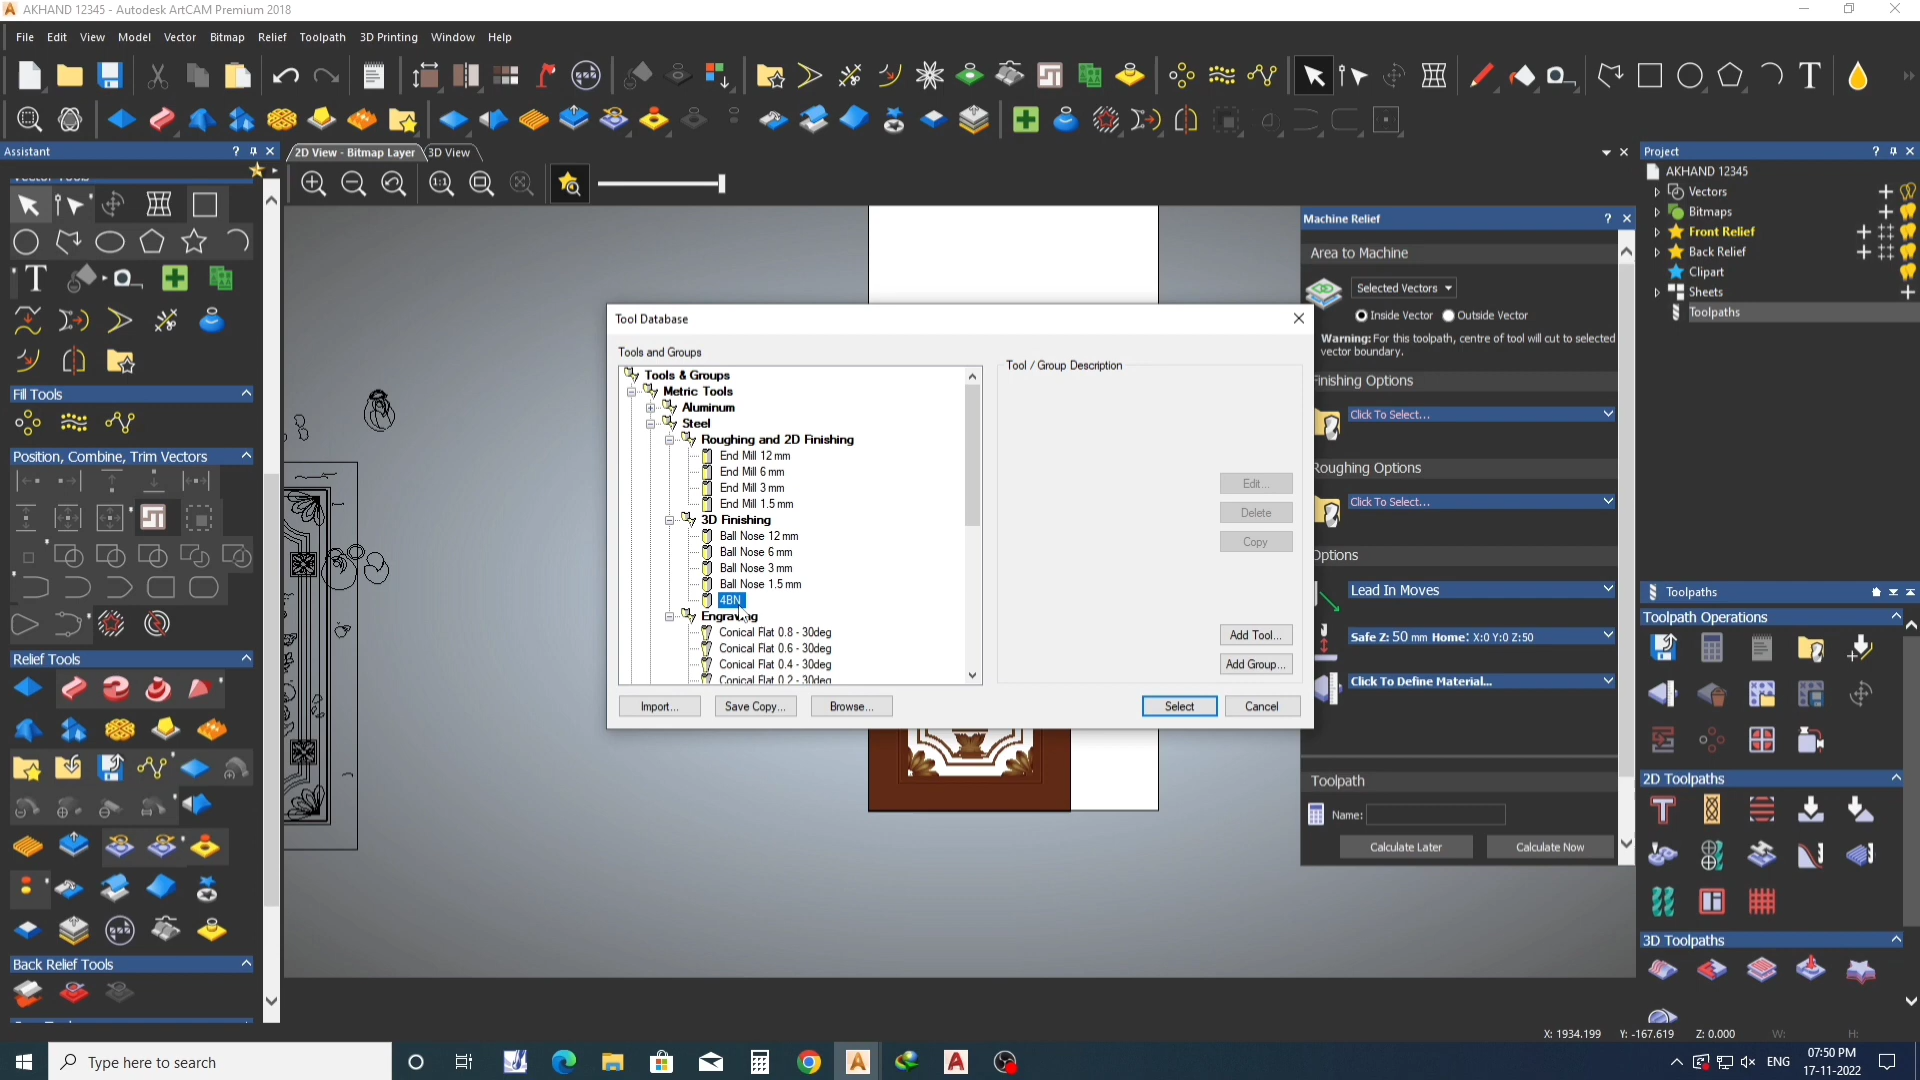 AKHAND 12345 - Autodesk ArtCAM Premium 2018
File Edit View Model Vector Bitmap Relief Toolpath 3D Printing Window Help
Assistant
2D View - Bitmap Layer
3D View
1:1
Project
AKHAND 12345
Vectors
Bitmaps
Front Relief
Back Relief
Clipart
Sheets
Toolpaths
Fill Tools
Position, Combine, Trim Vectors
Relief Tools
Back Relief Tools
Tool Database
Tools and Groups
Tools & Groups
Metric Tools
Aluminum
Steel
Roughing and 2D Finishing
End Mill 12 mm
End Mill 6 mm
End Mill 3 mm
End Mill 1.5 mm
3D Finishing
Ball Nose 12 mm
Ball Nose 6 mm
Ball Nose 3 mm
Ball Nose 1.5 mm
4BN
Engraving
Conical Flat 0.8 - 30deg
Conical Flat 0.6 - 30deg
Conical Flat 0.4 - 30deg
Conical Flat 0.2 - 30deg
Tool / Group Description
Edit...
Delete
Copy
Add Tool...
Add Group...
Import...
Save Copy...
Browse...
Select
Cancel
Machine Relief
Area to Machine
Selected Vectors
Inside Vector
Outside Vector
Warning: For this toolpath, centre of tool will cut to selected
vector boundary.
Finishing Options
Click To Select...
Roughing Options
Click To Select...
Options
Lead In Moves
Safe Z: 50 mm Home: X:0 Y:0 Z:50
Click To Define Material...
Toolpath
Name:
Calculate Later
Calculate Now
Toolpaths
Toolpath Operations
2D Toolpaths
3D Toolpaths
X: 1934.199 Y: -167.619 Z: 0.000 W: H:
Type here to search
ENG
07:50 PM
17-11-2022